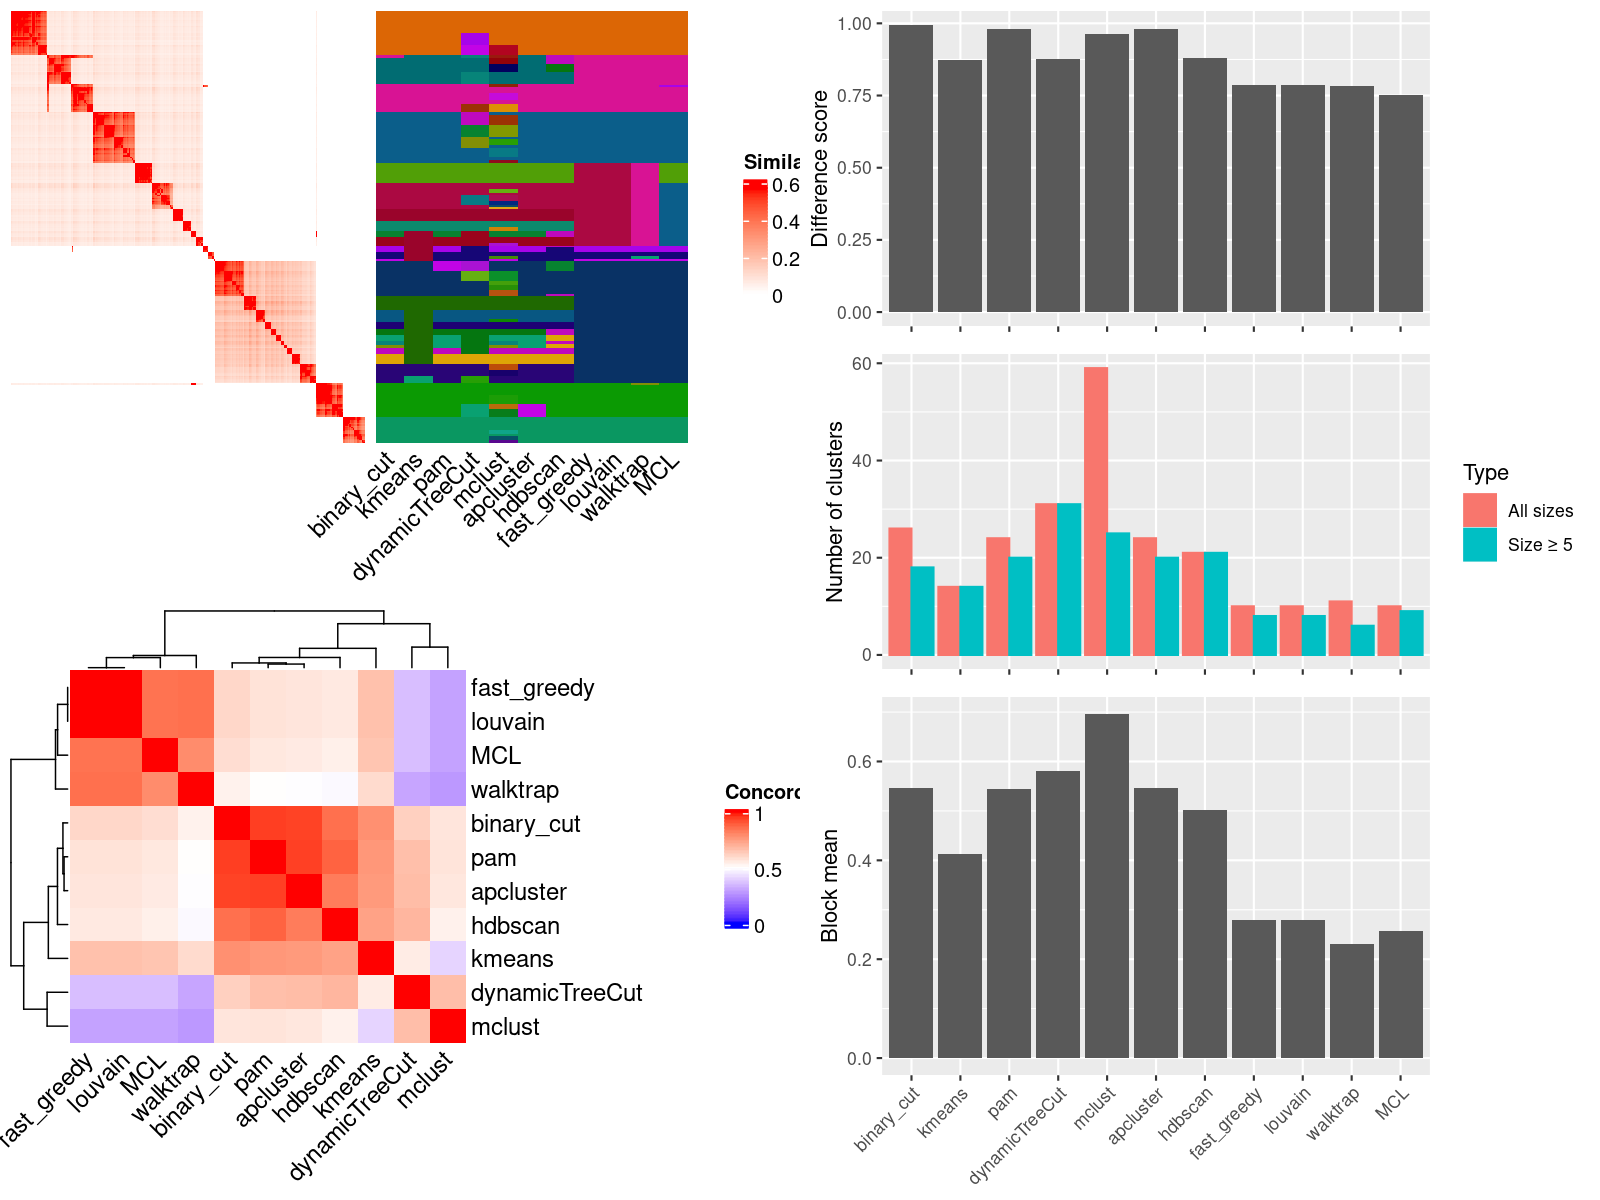 Simila
0.6
0.4
0.2
0
binary_cut
kmeans
pam
dynamicTreeCut
mclust
apcluster
hdbscan
fast_greedy
louvain
walktrap
MCL
Difference score
1.00
0.75
0.50
0.25
0.00
Number of clusters
60
40
20
0
Type
All sizes
Size ≥ 5
fast_greedy
louvain
MCL
walktrap
binary_cut
pam
apcluster
hdbscan
kmeans
dynamicTreeCut
mclust
fast_greedy
louvain
MCL
walktrap
binary_cut
pam
apcluster
hdbscan
kmeans
dynamicTreeCut
mclust
Concord
1
0.5
0
Block mean
0.6
0.4
0.2
0.0
binary_cut
kmeans
pam
dynamicTreeCut
mclust
apcluster
hdbscan
fast_greedy
louvain
walktrap
MCL